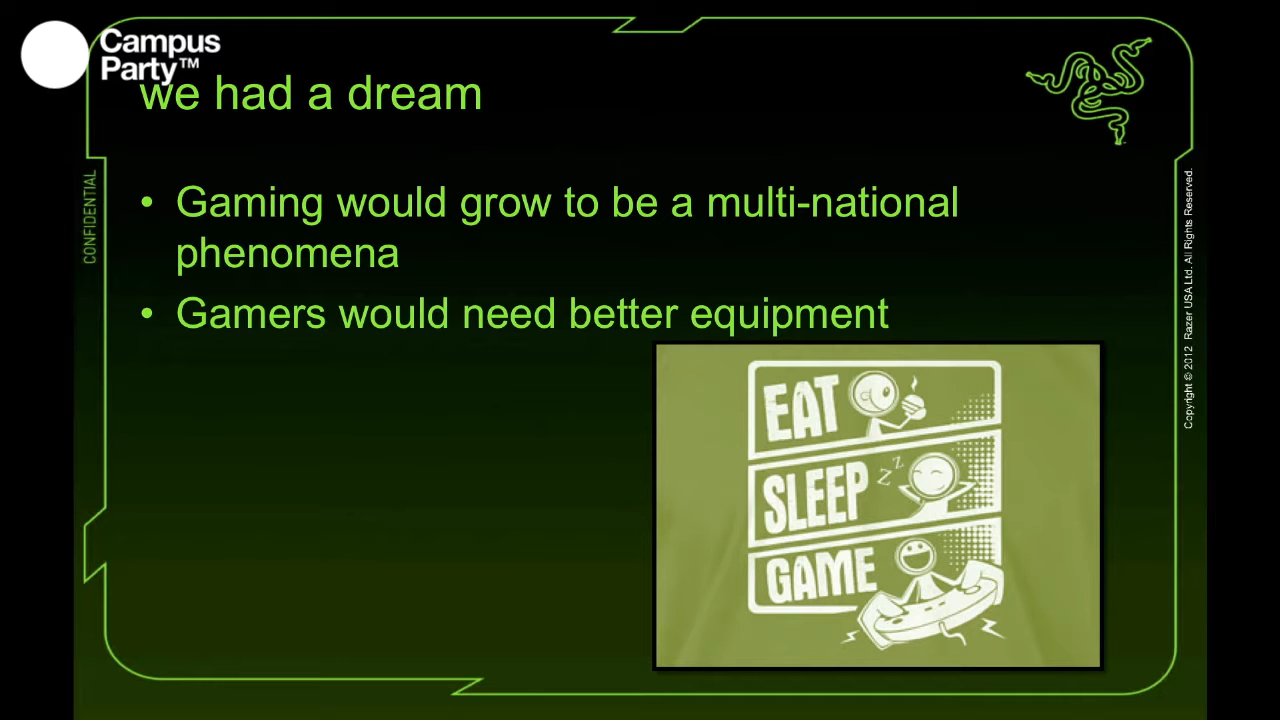 Campus
Party™
we had a dream
• Gaming would grow to be a multi-national
phenomena
• Gamers would need better equipment
CONFIDENTIAL
Copyright © 2012 Razer USA Ltd. All Rights Reserved.
EAT
SLEEP
Z Z
GAME